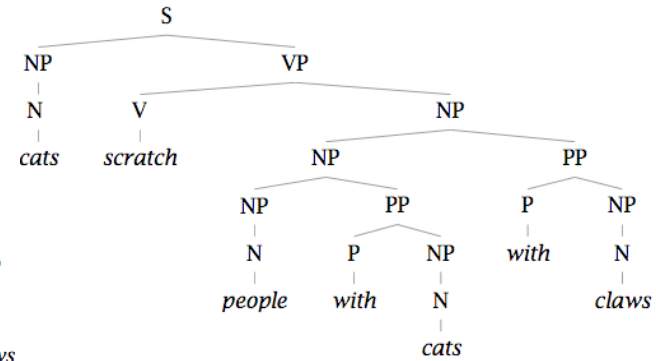 S
NP VP
N V NP
cats scratch NP PP
NP PP P NP
N P NP with N
people with N claws
cats